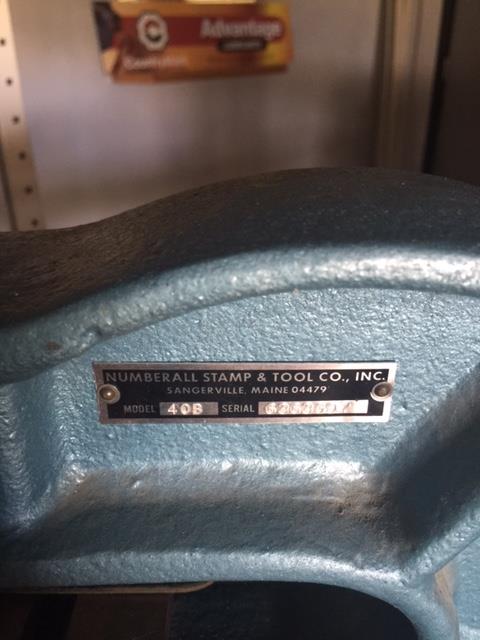 Advantage
NUMBERALL STAMP & TOOL CO., INC.
SANGERVILLE, MAINE 04479
MODEL 40B SERIAL